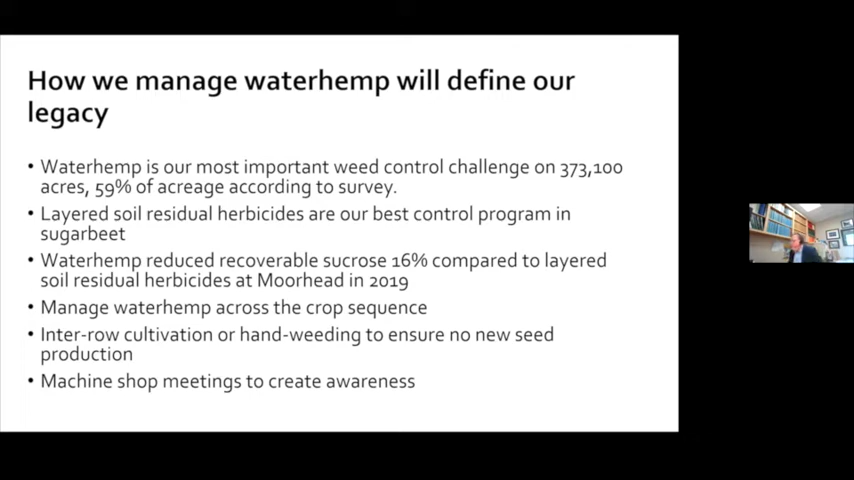 How we manage waterhemp will define our
legacy
• Waterhemp is our most important weed control challenge on 373,100
acres, 59% of acreage according to survey.
• Layered soil residual herbicides are our best control program in
sugarbeet
• Waterhemp reduced recoverable sucrose 16% compared to layered
soil residual herbicides at Moorhead in 2019
• Manage waterhemp across the crop sequence
• Inter-row cultivation or hand-weeding to ensure no new seed
production
• Machine shop meetings to create awareness